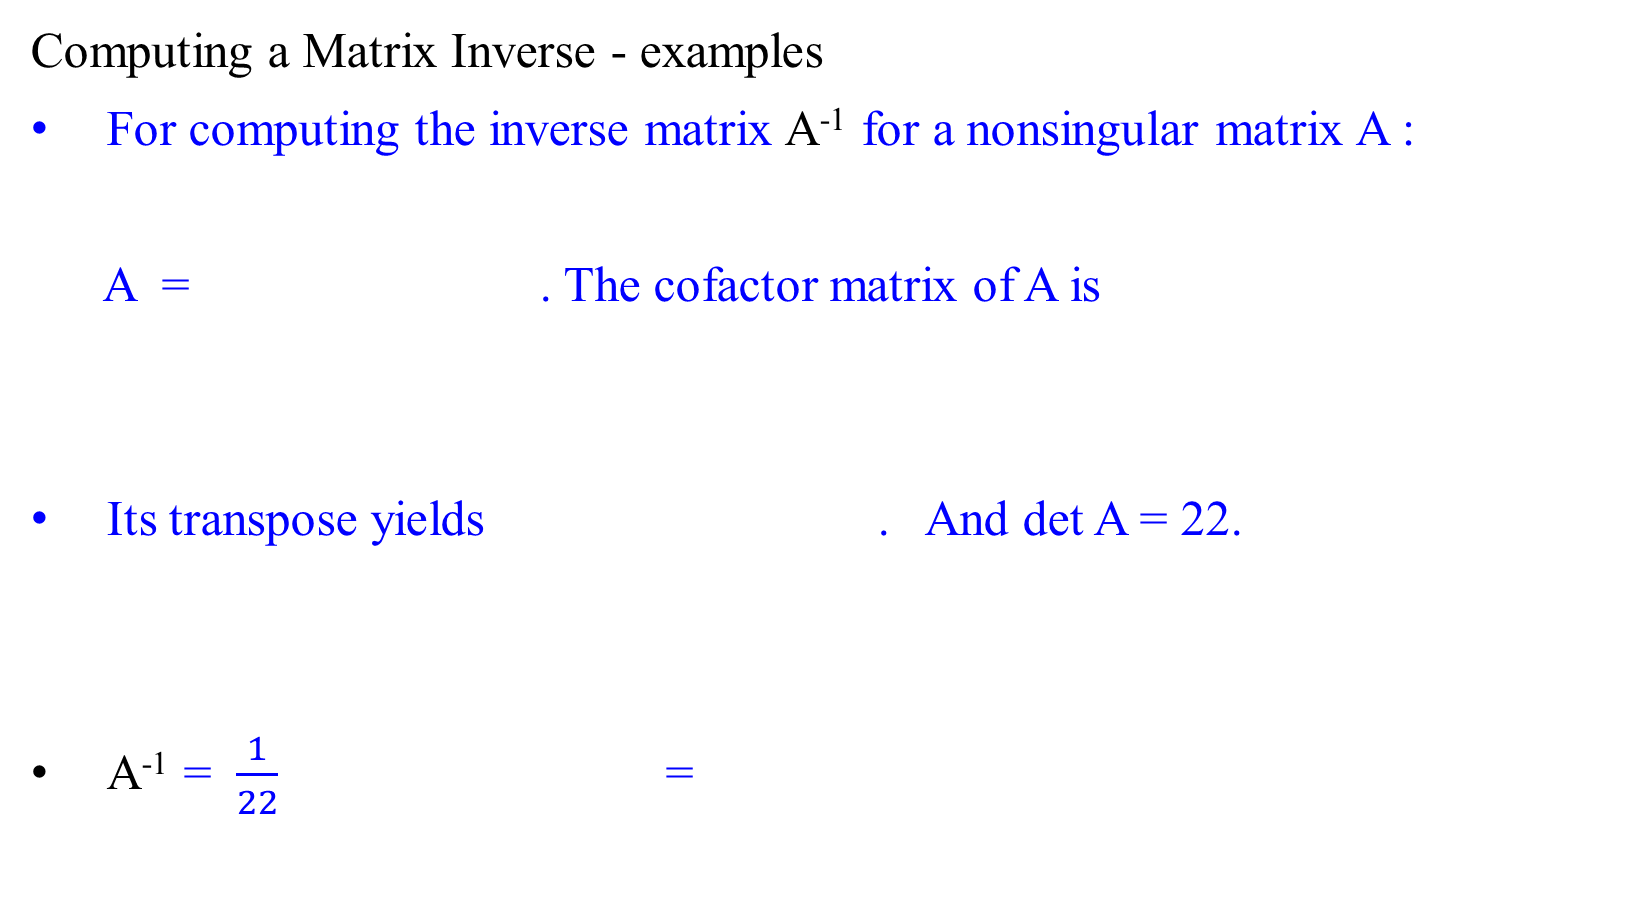 Computing a Matrix Inverse - examples
• For computing the inverse matrix A⁻¹ for a nonsingular matrix A :
A = . The cofactor matrix of A is
• Its transpose yields . And det A = 22.
• A⁻¹ = 1/22 =